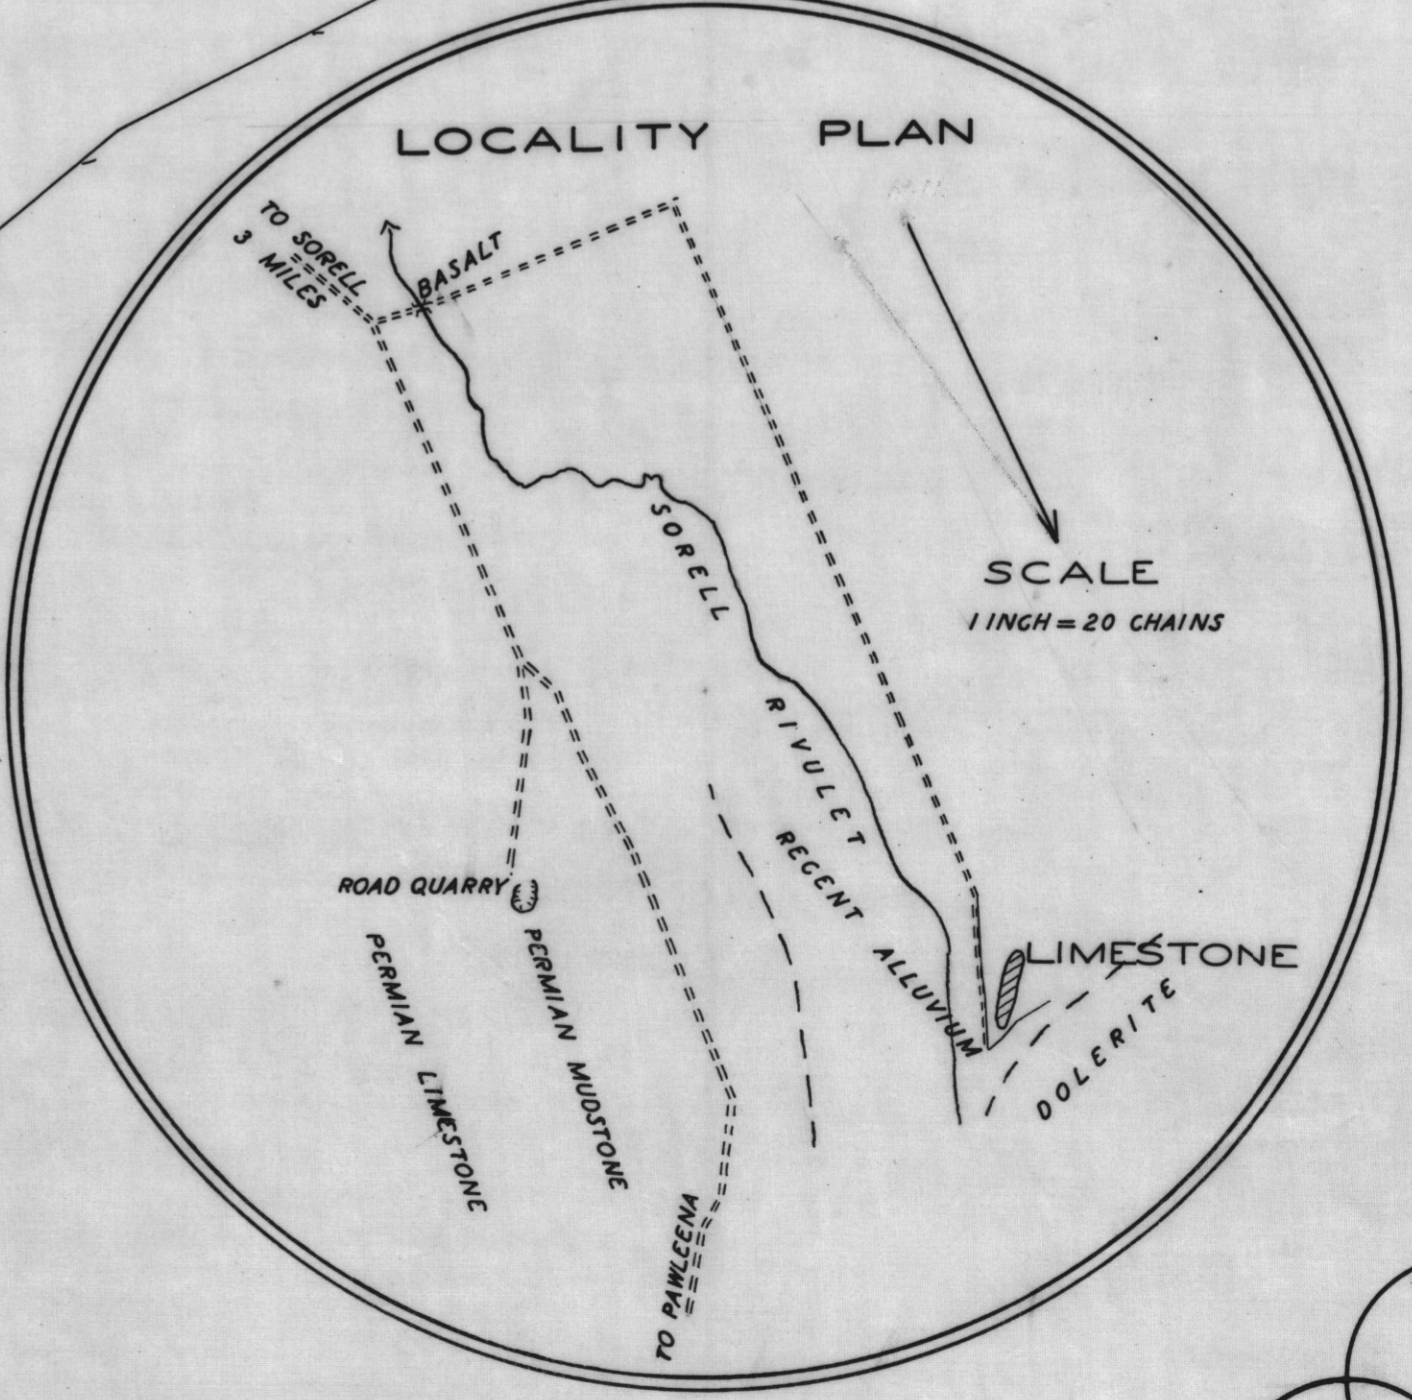 LOCALITY PLAN
TO SORELL
3 MILES
BASALT
SCALE
1 INCH = 20 CHAINS
SORELL RIVULET
RECENT ALLUVIUM
ROAD QUARRY
LIMESTONE
DOLERITE
PERMIAN LIMESTONE
PERMIAN MUDSTONE
TO PAWLEENA